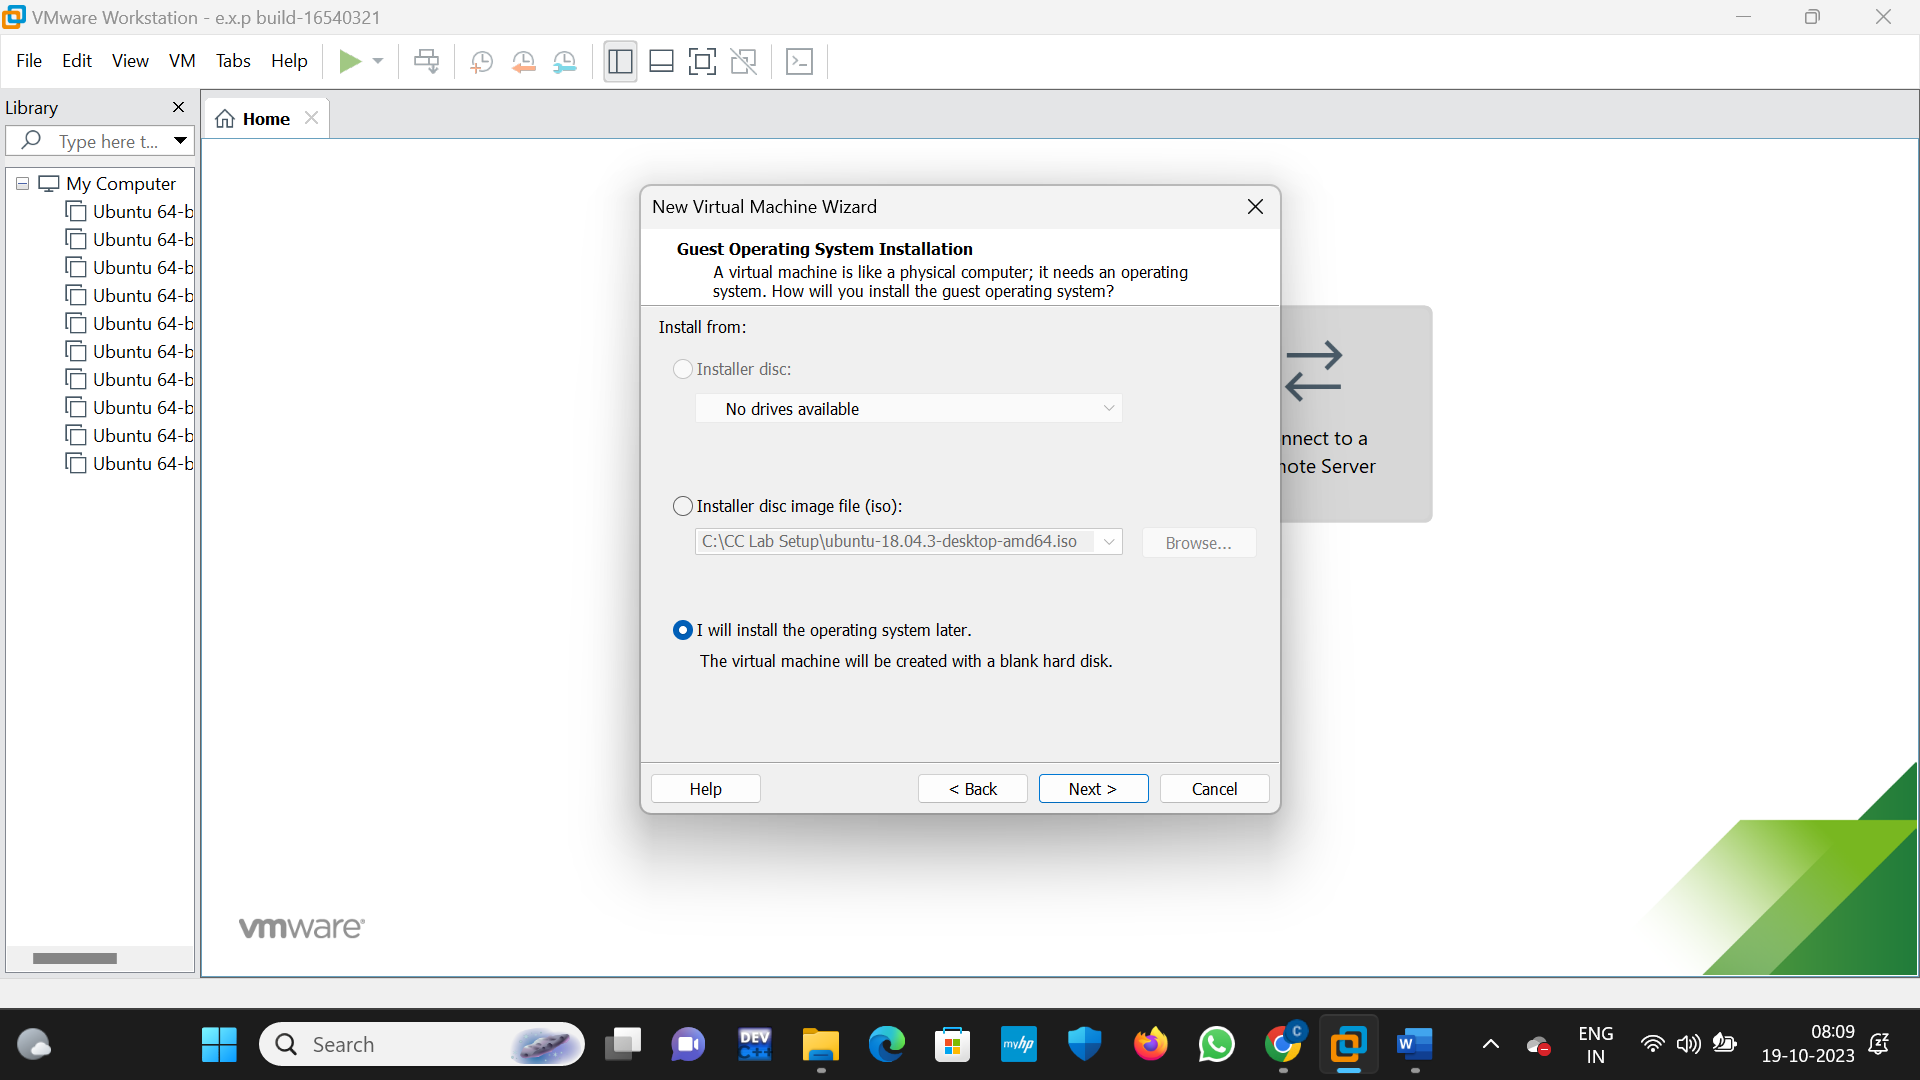 VMware Workstation - e.x.p build-16540321
File Edit View VM Tabs Help
Library
Home
Type here t...
My Computer
Ubuntu 64-b
Ubuntu 64-b
Ubuntu 64-b
Ubuntu 64-b
Ubuntu 64-b
Ubuntu 64-b
Ubuntu 64-b
Ubuntu 64-b
Ubuntu 64-b
Ubuntu 64-b
New Virtual Machine Wizard
Guest Operating System Installation
A virtual machine is like a physical computer; it needs an operating
system. How will you install the guest operating system?
Install from:
Installer disc:
No drives available
Installer disc image file (iso):
C:\CC Lab Setup\ubuntu-18.04.3-desktop-amd64.iso
Browse...
I will install the operating system later.
The virtual machine will be created with a blank hard disk.
Help
< Back
Next >
Cancel
nnect to a
note Server
vmware
Search
DEV
C++
myhp
C
W
ENG
IN
08:09
19-10-2023